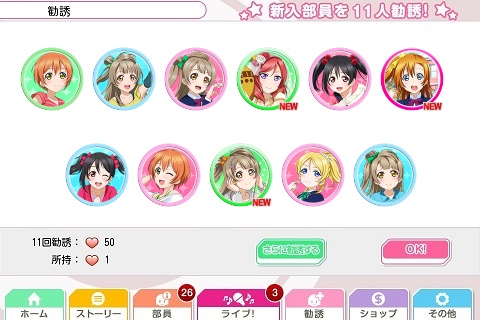 勧誘
新入部員を11人勧誘!
NEW
NEW
NEW
11回勧誘: 50
所持: 1
さらに勧誘する
OK!
26
3
ホーム
ストーリー
部員
ライブ!
勧誘
ショップ
その他